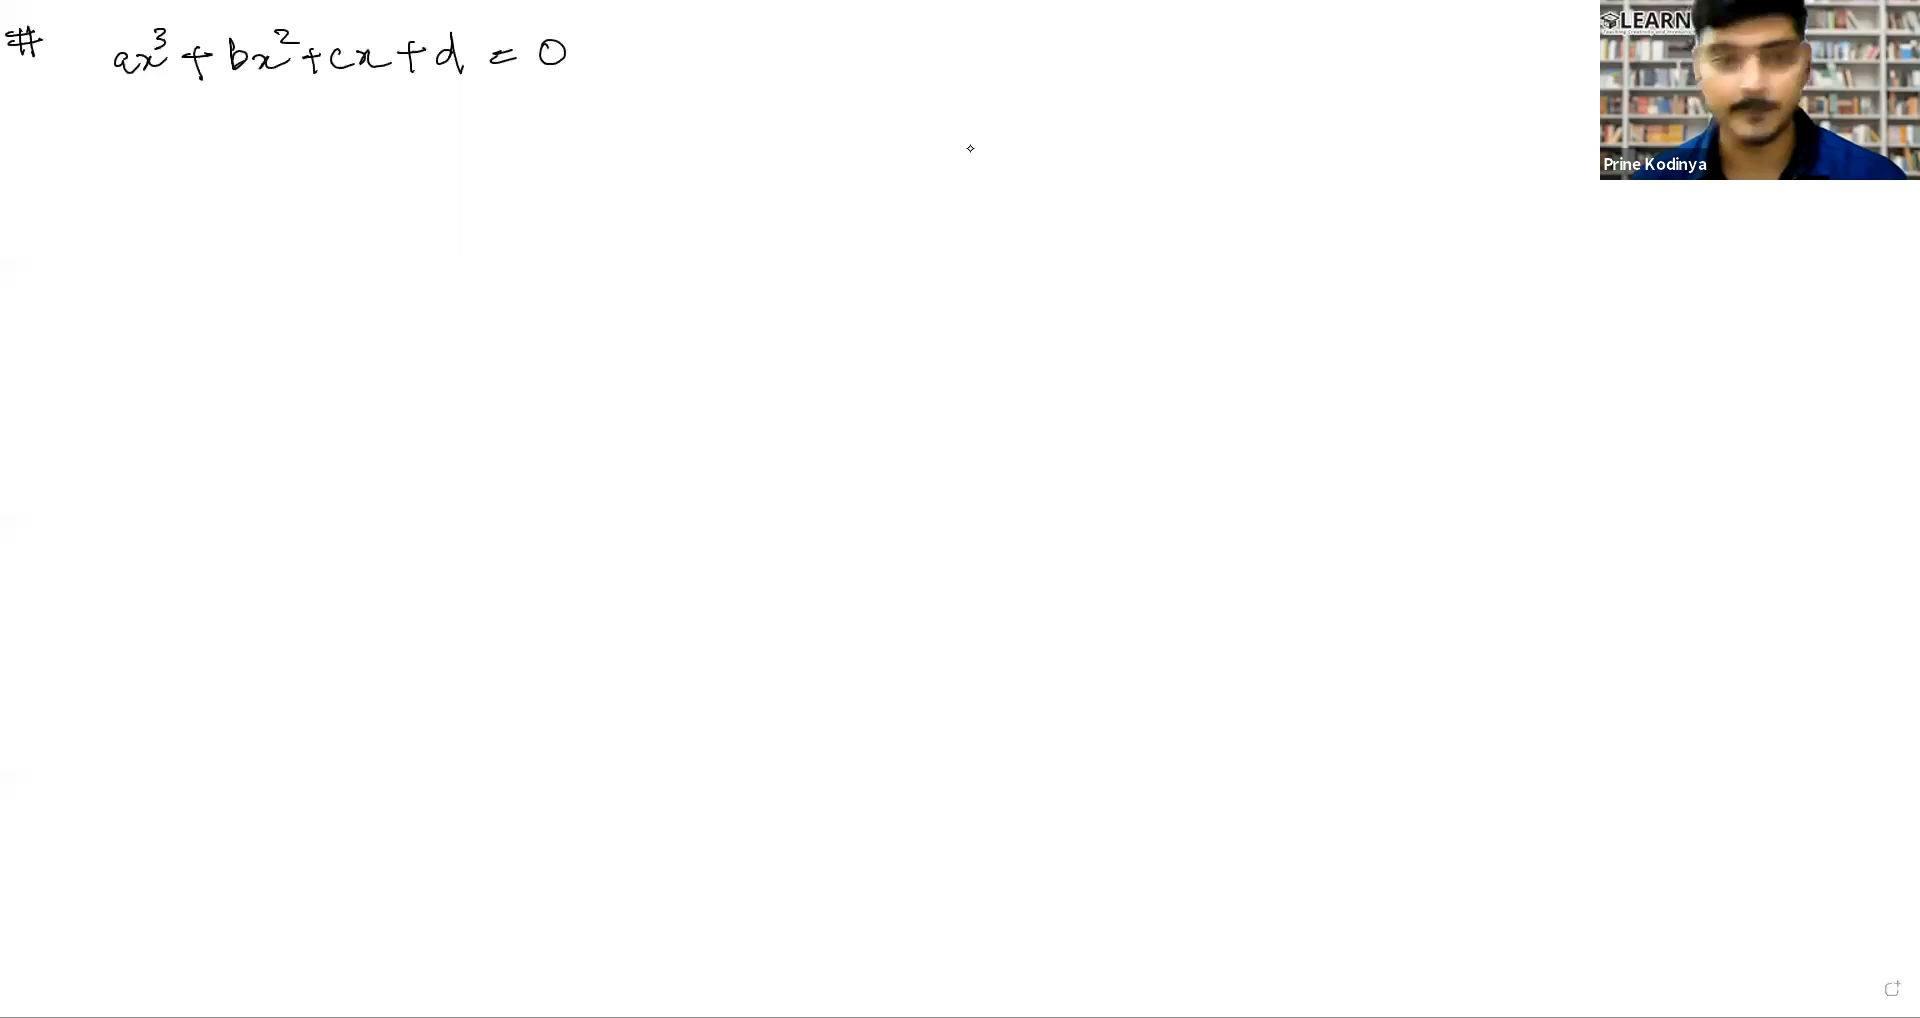 # ax³ + bx² + cx + d = 0
LEARN
Prine Kodinya